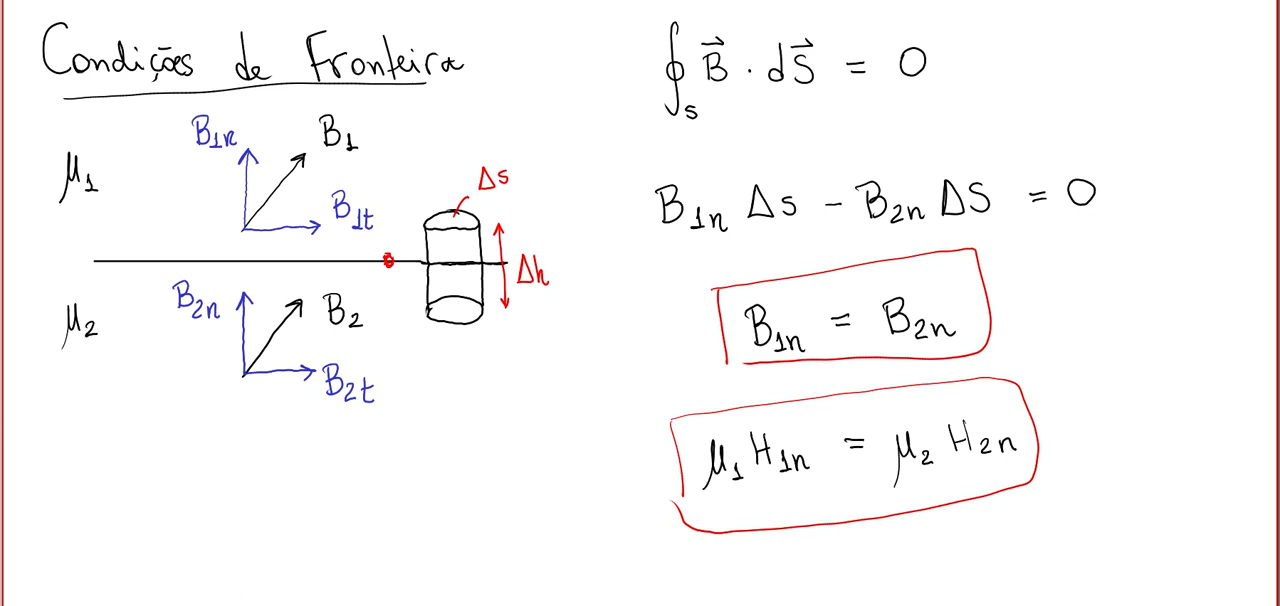 Condições de Fronteira
μ₁
B₁n
B₁
B₁t
Δs
Δh
μ₂
B₂n
B₂
B₂t
∮ₛ B⃗ · dS⃗ = 0
B₁n Δs - B₂n ΔS = 0
B₁n = B₂n
μ₁ H₁n = μ₂ H₂n